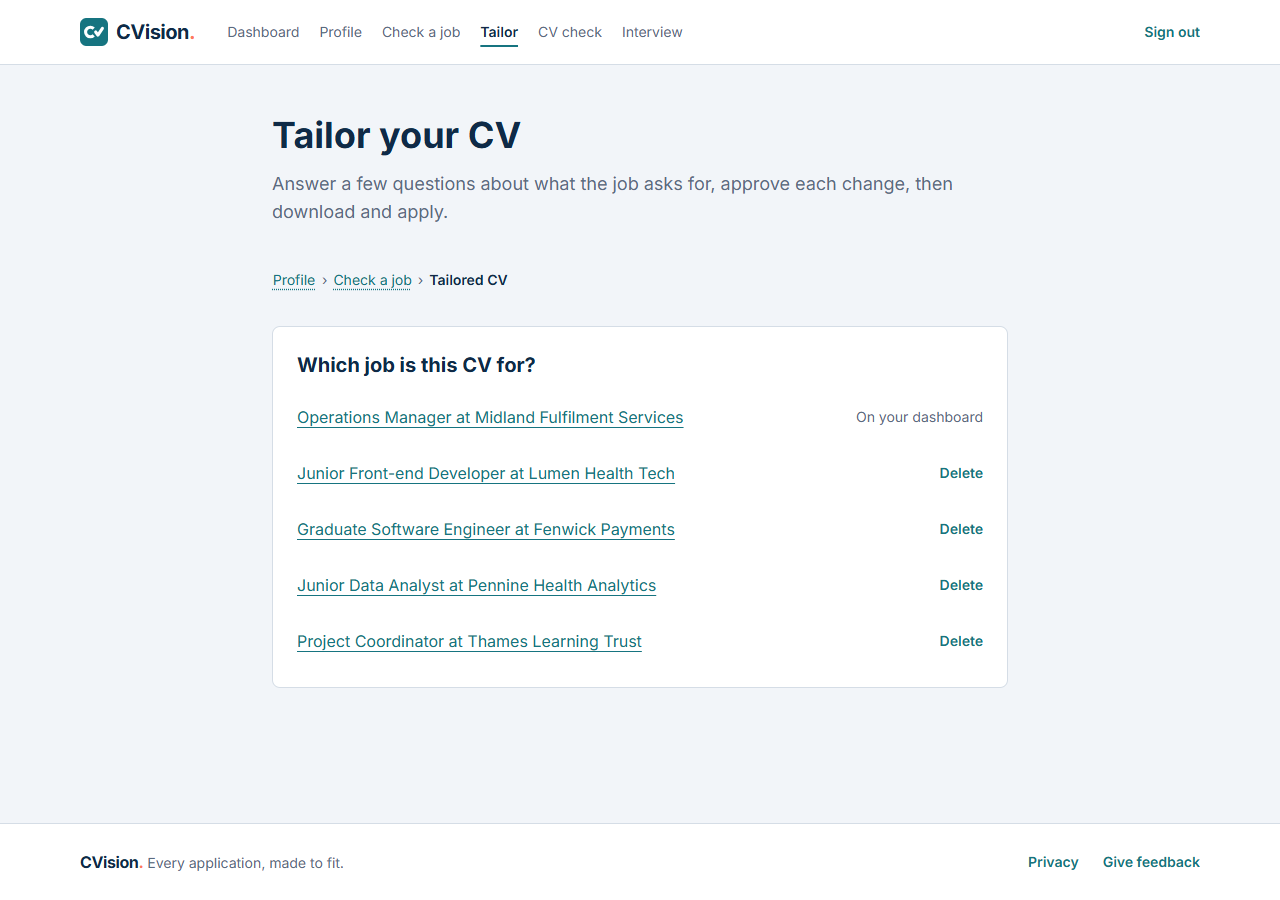 CVision.
Dashboard
Profile
Check a job
Tailor
CV check
Interview
Sign out
Tailor your CV
Answer a few questions about what the job asks for, approve each change, then
download and apply.
Profile › Check a job › Tailored CV
Which job is this CV for?
Operations Manager at Midland Fulfilment Services
On your dashboard
Junior Front-end Developer at Lumen Health Tech
Delete
Graduate Software Engineer at Fenwick Payments
Delete
Junior Data Analyst at Pennine Health Analytics
Delete
Project Coordinator at Thames Learning Trust
Delete
CVision. Every application, made to fit.
Privacy
Give feedback